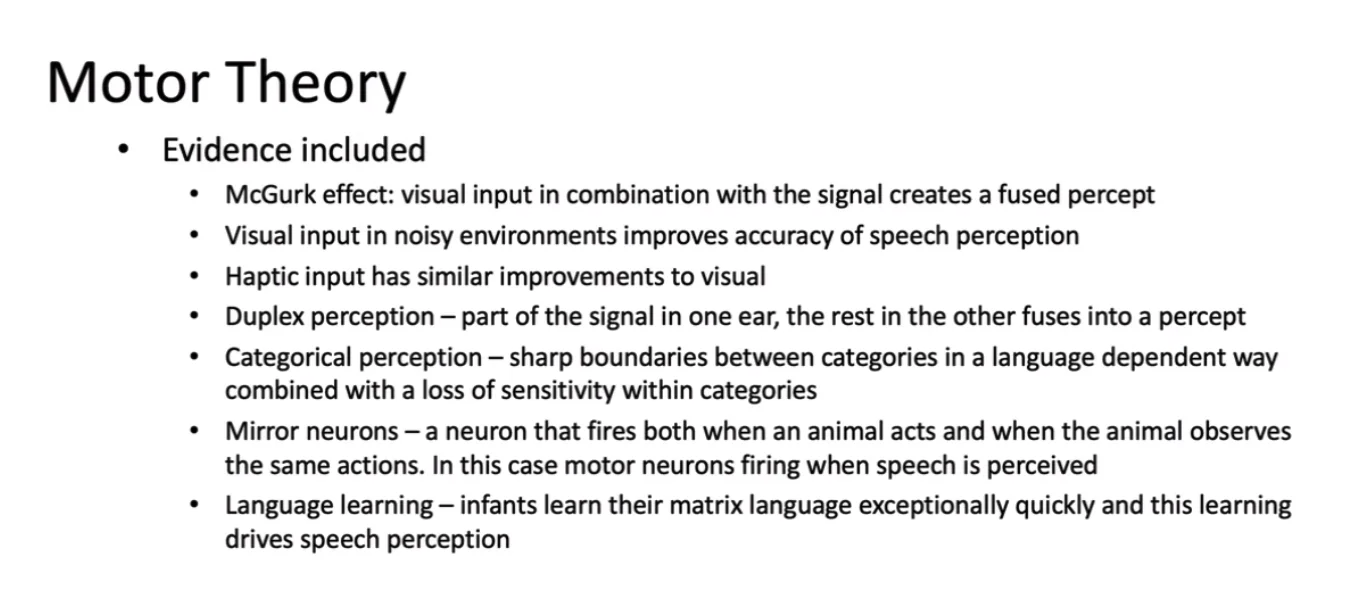 Motor Theory
• Evidence included
• McGurk effect: visual input in combination with the signal creates a fused percept
• Visual input in noisy environments improves accuracy of speech perception
• Haptic input has similar improvements to visual
• Duplex perception – part of the signal in one ear, the rest in the other fuses into a percept
• Categorical perception – sharp boundaries between categories in a language dependent way
combined with a loss of sensitivity within categories
• Mirror neurons – a neuron that fires both when an animal acts and when the animal observes
the same actions. In this case motor neurons firing when speech is perceived
• Language learning – infants learn their matrix language exceptionally quickly and this learning
drives speech perception